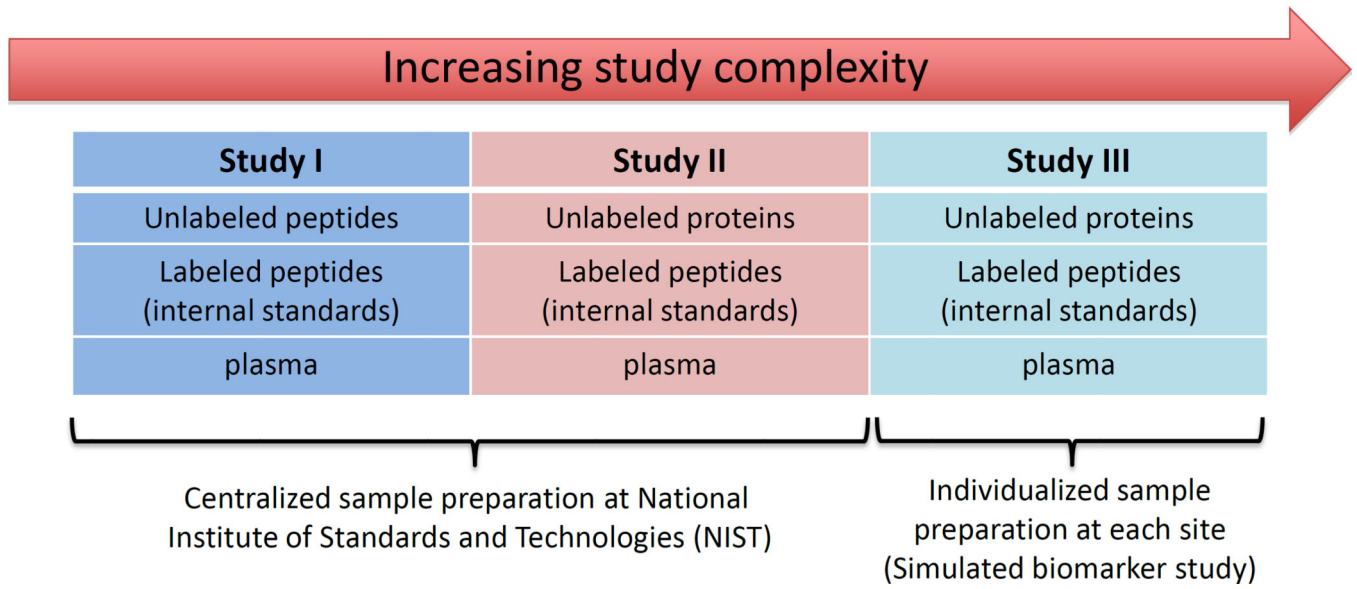 Increasing study complexity
Study I
Study II
Study III
Unlabeled peptides
Unlabeled proteins
Unlabeled proteins
Labeled peptides
(internal standards)
Labeled peptides
(internal standards)
Labeled peptides
(internal standards)
plasma
plasma
plasma
Centralized sample preparation at National
Institute of Standards and Technologies (NIST)
Individualized sample
preparation at each site
(Simulated biomarker study)